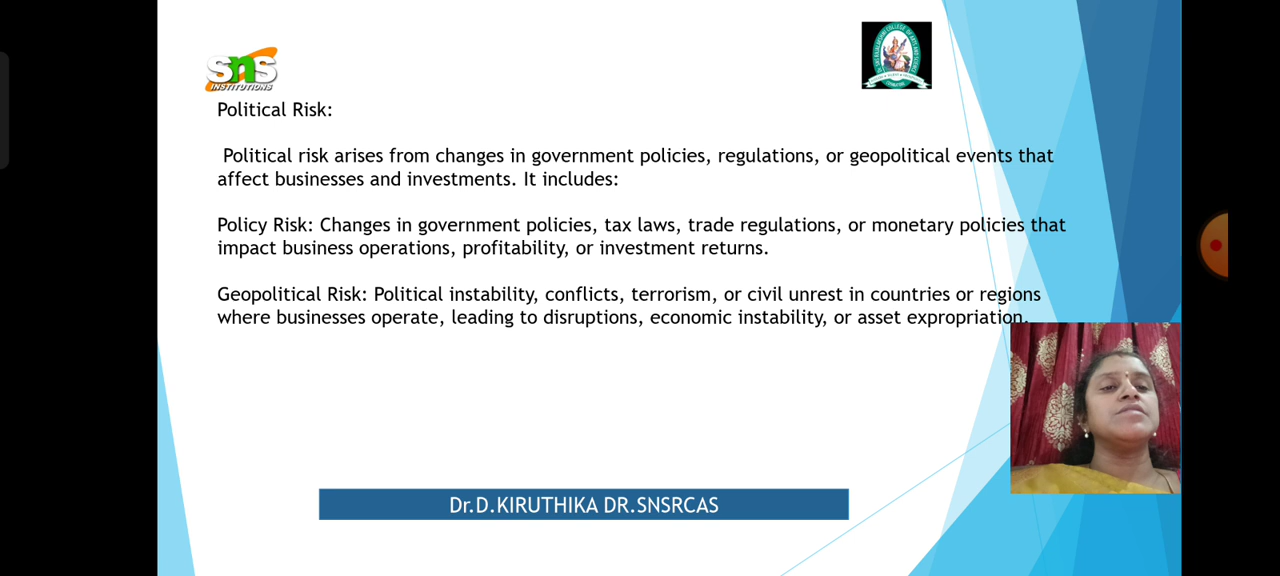 SNS
INSTITUTIONS
Political Risk:
Political risk arises from changes in government policies, regulations, or geopolitical events that
affect businesses and investments. It includes:
Policy Risk: Changes in government policies, tax laws, trade regulations, or monetary policies that
impact business operations, profitability, or investment returns.
Geopolitical Risk: Political instability, conflicts, terrorism, or civil unrest in countries or regions
where businesses operate, leading to disruptions, economic instability, or asset expropriation.
Dr.D.KIRUTHIKA DR.SNSRCAS